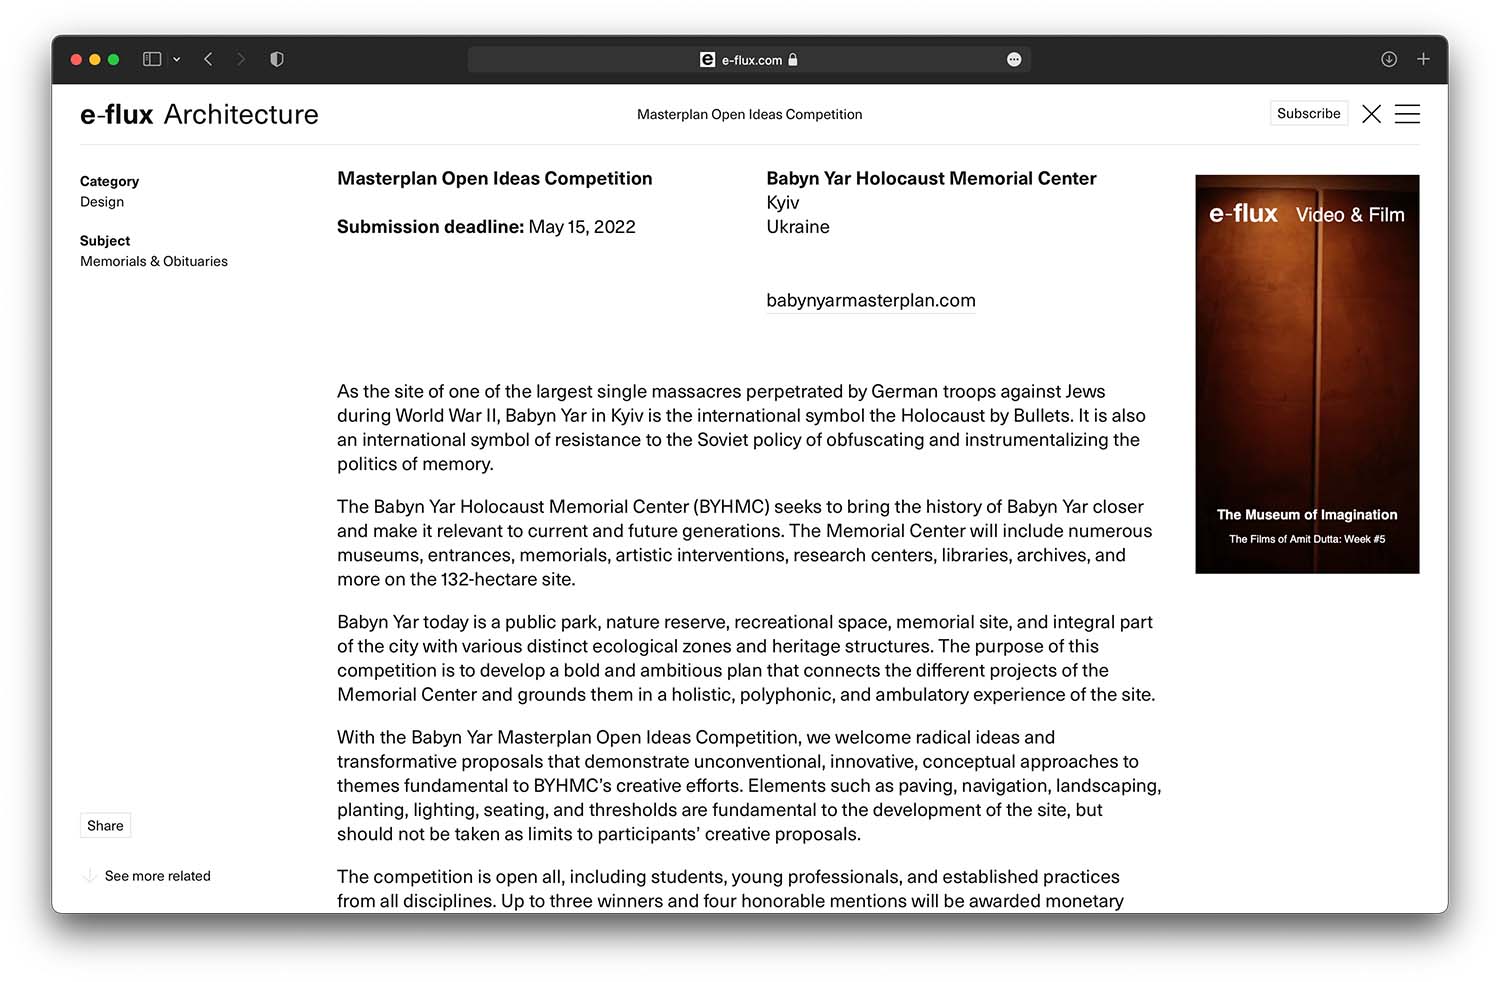 e-flux.com
e-flux Architecture
Masterplan Open Ideas Competition
Subscribe
Category
Design
Subject
Memorials & Obituaries
Masterplan Open Ideas Competition
Submission deadline: May 15, 2022
Babyn Yar Holocaust Memorial Center
Kyiv
Ukraine
babynyarmasterplan.com
As the site of one of the largest single massacres perpetrated by German troops against Jews
during World War II, Babyn Yar in Kyiv is the international symbol the Holocaust by Bullets. It is also
an international symbol of resistance to the Soviet policy of obfuscating and instrumentalizing the
politics of memory.
The Babyn Yar Holocaust Memorial Center (BYHMC) seeks to bring the history of Babyn Yar closer
and make it relevant to current and future generations. The Memorial Center will include numerous
museums, entrances, memorials, artistic interventions, research centers, libraries, archives, and
more on the 132-hectare site.
Babyn Yar today is a public park, nature reserve, recreational space, memorial site, and integral part
of the city with various distinct ecological zones and heritage structures. The purpose of this
competition is to develop a bold and ambitious plan that connects the different projects of the
Memorial Center and grounds them in a holistic, polyphonic, and ambulatory experience of the site.
With the Babyn Yar Masterplan Open Ideas Competition, we welcome radical ideas and
transformative proposals that demonstrate unconventional, innovative, conceptual approaches to
themes fundamental to BYHMC's creative efforts. Elements such as paving, navigation, landscaping,
planting, lighting, seating, and thresholds are fundamental to the development of the site, but
should not be taken as limits to participants' creative proposals.
The competition is open all, including students, young professionals, and established practices
from all disciplines. Up to three winners and four honorable mentions will be awarded monetary
e-flux Video & Film
The Museum of Imagination
The Films of Amit Dutta: Week #5
Share
See more related